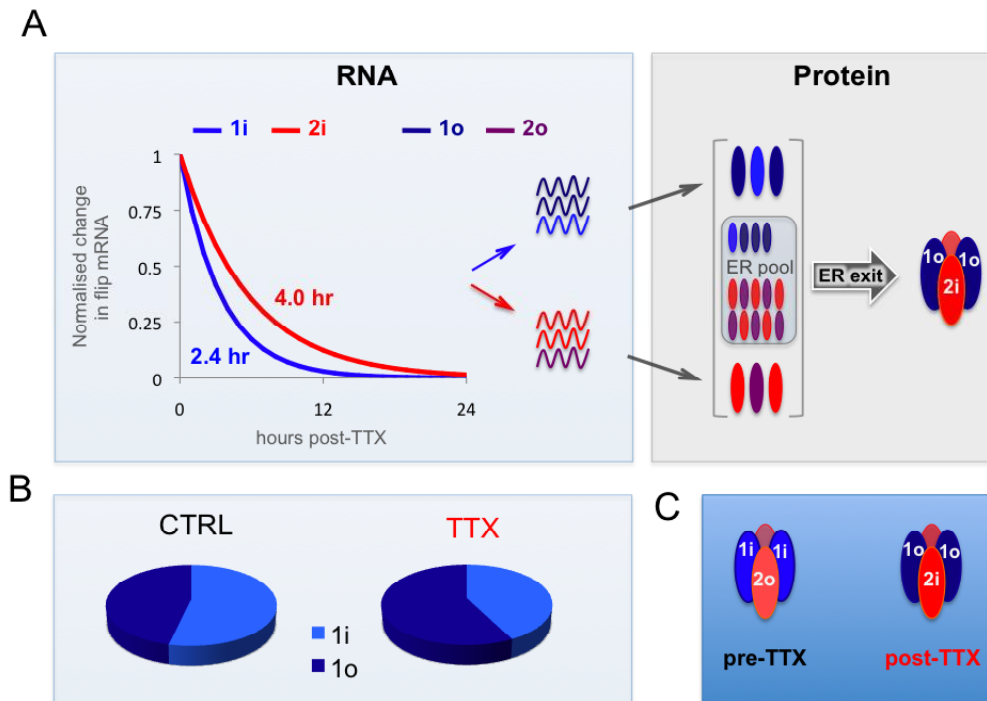 A
RNA
1i 2i 1o 2o
Normalised change
in flip mRNA
1
0.75
0.5
0.25
0
4.0 hr
2.4 hr
0 12 24
hours post-TTX
Protein
ER pool
ER exit
1o 1o
2i
B
CTRL
TTX
1i
1o
C
1i 1i
2o
pre-TTX
1o 1o
2i
post-TTX